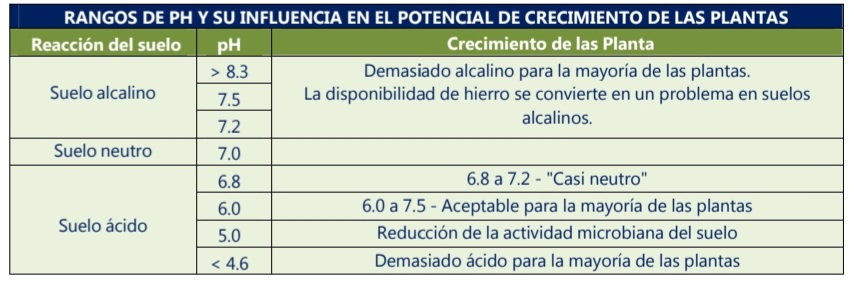 RANGOS DE PH Y SU INFLUENCIA EN EL POTENCIAL DE CRECIMIENTO DE LAS PLANTAS
Reacción del suelo pH Crecimiento de las Planta
Suelo alcalino
> 8.3
7.5
7.2
Demasiado alcalino para la mayoría de las plantas.
La disponibilidad de hierro se convierte en un problema en suelos
alcalinos.
Suelo neutro 7.0
Suelo ácido
6.8 6.8 a 7.2 - "Casi neutro"
6.0 6.0 a 7.5 - Aceptable para la mayoría de las plantas
5.0 Reducción de la actividad microbiana del suelo
< 4.6 Demasiado ácido para la mayoría de las plantas